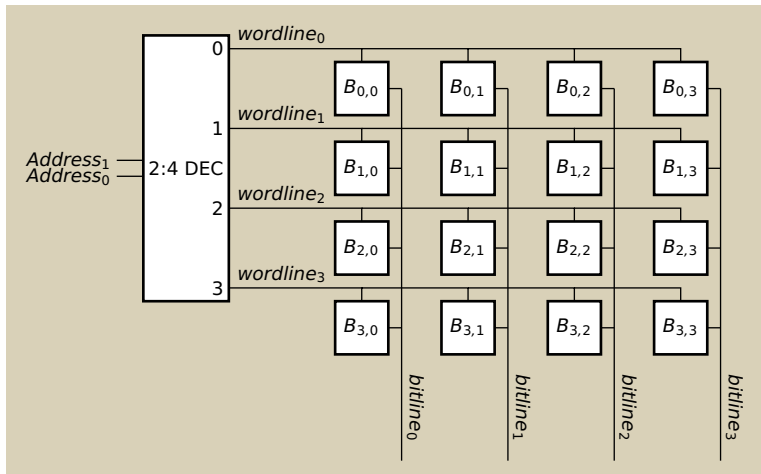 wordline₀
0
B₀,₀ B₀,₁ B₀,₂ B₀,₃
wordline₁
1
Address₁
Address₀
2:4 DEC
B₁,₀ B₁,₁ B₁,₂ B₁,₃
wordline₂
2
B₂,₀ B₂,₁ B₂,₂ B₂,₃
wordline₃
3
B₃,₀ B₃,₁ B₃,₂ B₃,₃
bitline₀
bitline₁
bitline₂
bitline₃